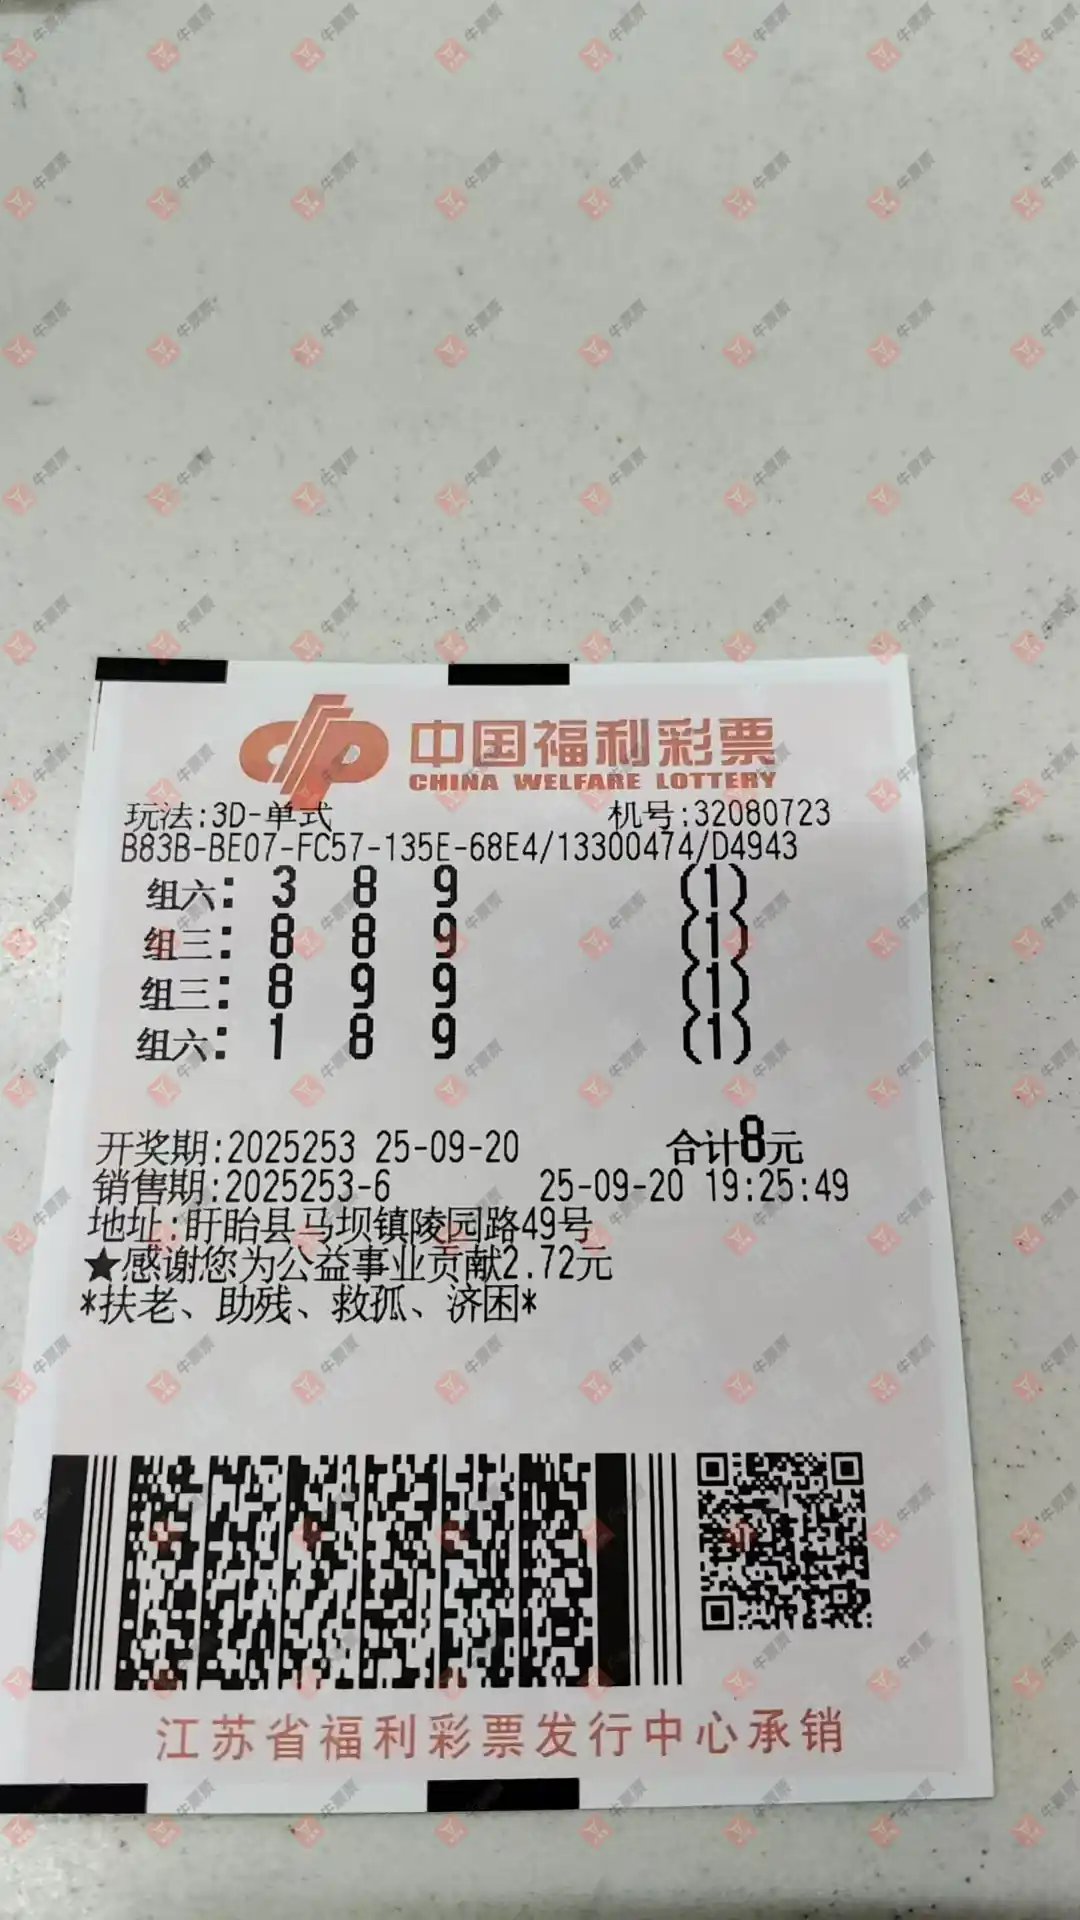 中国福利彩票
CHINA WELFARE LOTTERY
玩法:3D-单式 机号:32080723
B83B-BE07-FC57-135E-68E4/13300474/D4943
组六: 3 8 9 (1)
组三: 8 8 9 (1)
组三: 8 9 9 (1)
组六: 1 8 9 (1)
开奖期:2025253 25-09-20 合计8元
销售期:2025253-6 25-09-20 19:25:49
地址:盱眙县马坝镇陵园路49号
★感谢您为公益事业贡献2.72元
*扶老、助残、救孤、济困*
江苏省福利彩票发行中心承销
牛票票